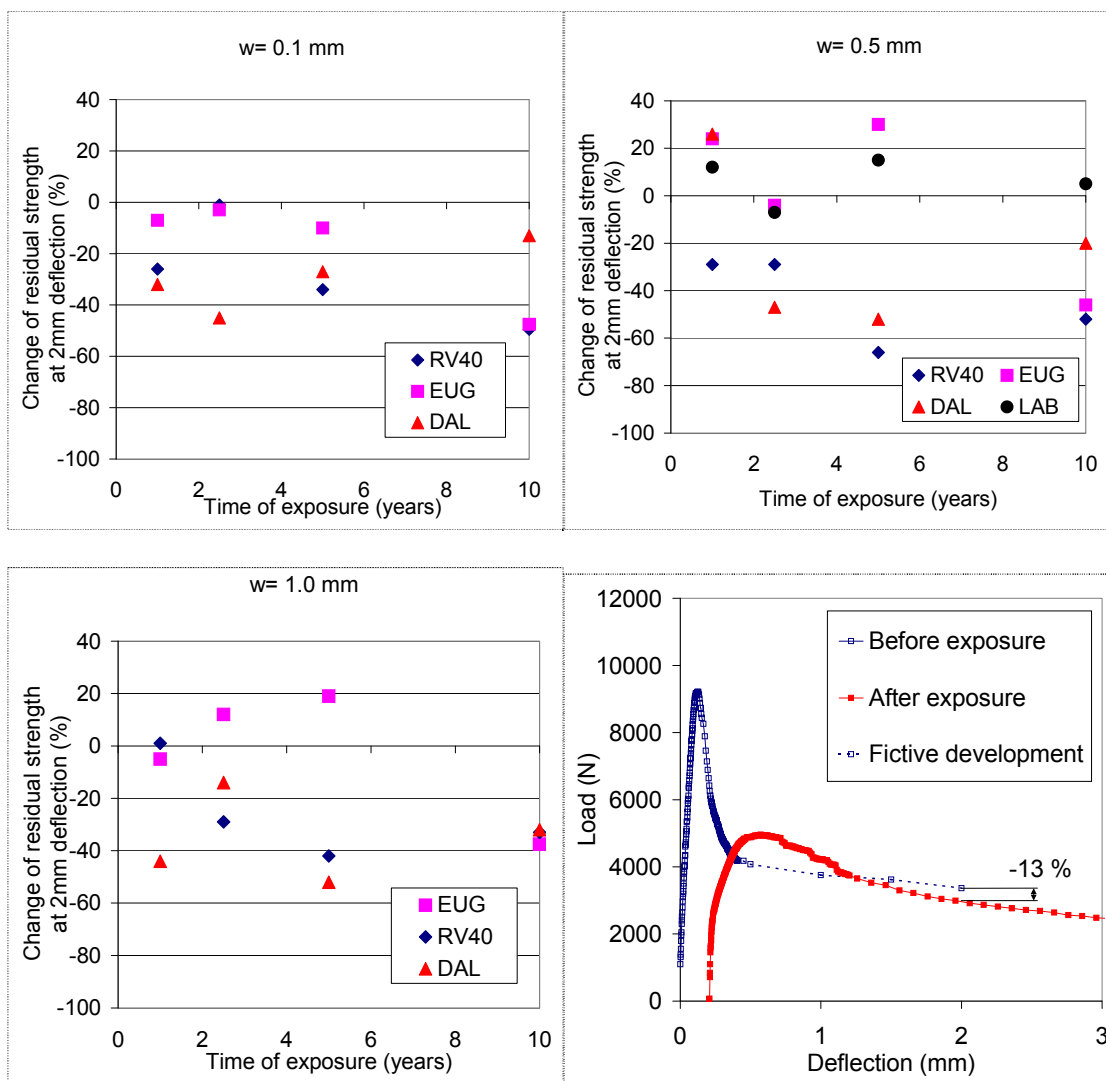 w= 0.1 mm
Change of residual strength
at 2mm deflection (%)
40
20
0
-20
-40
-60
-80
-100
RV40
EUG
DAL
0
2
4
6
8
10
Time of exposure (years)
w= 0.5 mm
Change of residual strength
at 2mm deflection (%)
40
20
0
-20
-40
-60
-80
-100
RV40
EUG
DAL
LAB
0
2
4
6
8
10
Time of exposure (years)
w= 1.0 mm
Change of residual strength
at 2mm deflection (%)
40
20
0
-20
-40
-60
-80
-100
EUG
RV40
DAL
0
2
4
6
8
10
Time of exposure (years)
Load (N)
12000
10000
8000
6000
4000
2000
0
Before exposure
After exposure
Fictive development
-13 %
0
1
2
3
Deflection (mm)